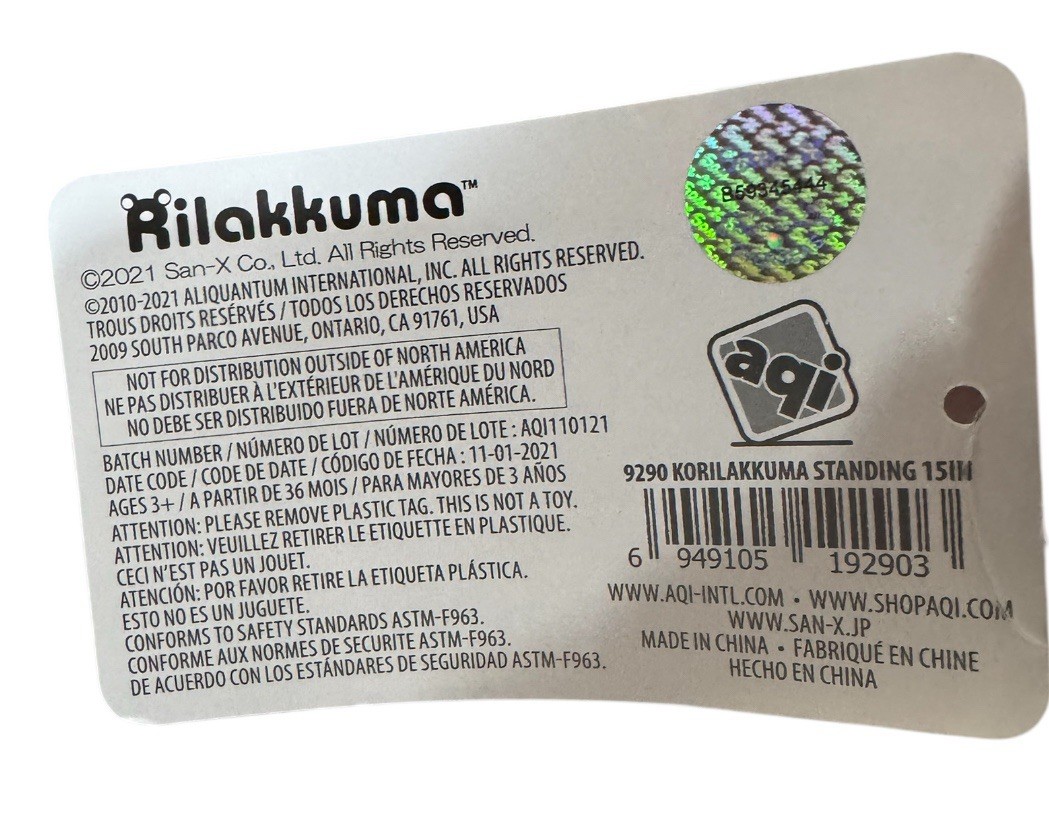 Rilakkuma™
©2021 San-X Co., Ltd. All Rights Reserved.
©2010-2021 ALIQUANTUM INTERNATIONAL, INC. ALL RIGHTS RESERVED.
TROUS DROITS RESÉRVÉS / TODOS LOS DERECHOS RESERVADOS
2009 SOUTH PARCO AVENUE, ONTARIO, CA 91761, USA
NOT FOR DISTRIBUTION OUTSIDE OF NORTH AMERICA
NE PAS DISTRIBUER À L'EXTÉRIEUR DE L'AMÉRIQUE DU NORD
NO DEBE SER DISTRIBUIDO FUERA DE NORTE AMÉRICA.
BATCH NUMBER / NÚMERO DE LOT / NÚMERO DE LOTE : AQI110121
DATE CODE / CODE DE DATE / CÓDIGO DE FECHA : 11-01-2021
AGES 3+ / A PARTIR DE 36 MOIS / PARA MAYORES DE 3 AÑOS
ATTENTION: PLEASE REMOVE PLASTIC TAG. THIS IS NOT A TOY.
ATTENTION: VEUILLEZ RETIRER LE ETIQUETTE EN PLASTIQUE.
CECI N'EST PAS UN JOUET.
ATENCIÓN: POR FAVOR RETIRE LA ETIQUETA PLÁSTICA.
ESTO NO ES UN JUGUETE.
CONFORMS TO SAFETY STANDARDS ASTM-F963.
CONFORME AUX NORMES DE SECURITE ASTM-F963.
DE ACUERDO CON LOS ESTÁNDARES DE SEGURIDAD ASTM-F963.
B59345444
aqi
9290 KORILAKKUMA STANDING 15IN
6 949105 192903
WWW.AQI-INTL.COM • WWW.SHOPAQI.COM
WWW.SAN-X.JP
MADE IN CHINA • FABRIQUÉ EN CHINE
HECHO EN CHINA